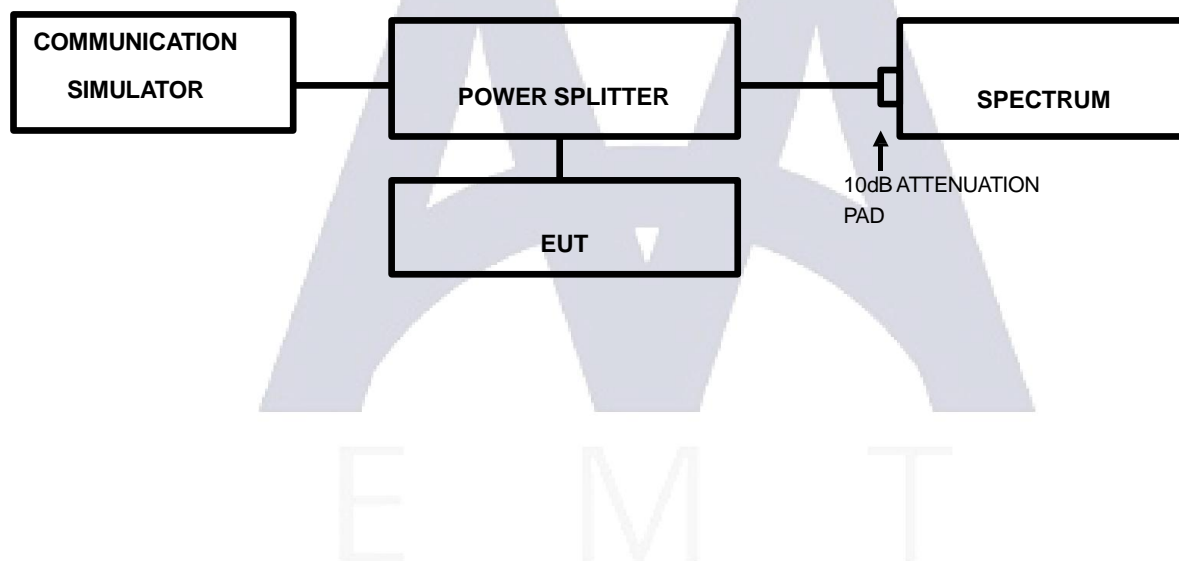 COMMUNICATION
SIMULATOR
POWER SPLITTER
SPECTRUM
10dB ATTENUATION
PAD
EUT
E M T